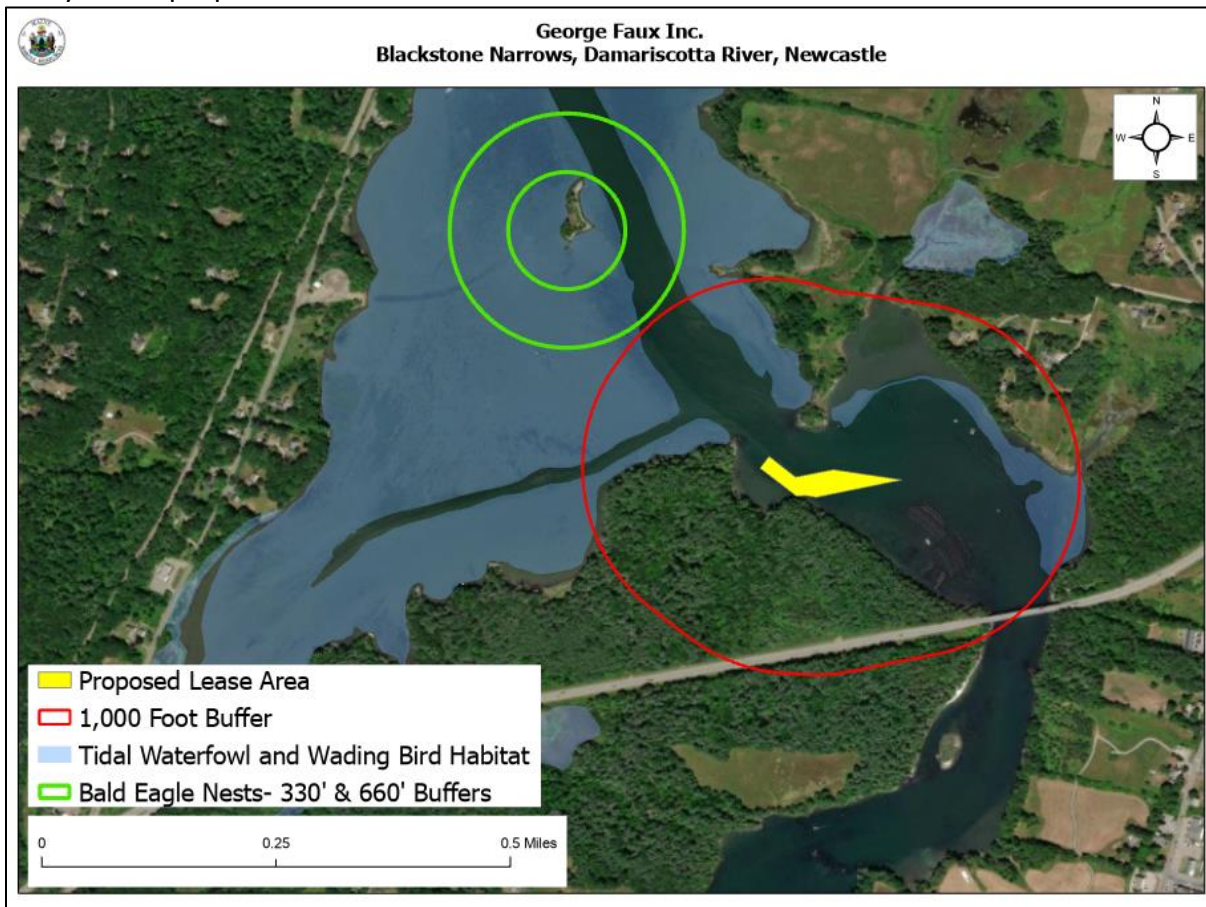 George Faux Inc.
Blackstone Narrows, Damariscotta River, Newcastle
N
W E
S
Proposed Lease Area
1,000 Foot Buffer
Tidal Waterfowl and Wading Bird Habitat
Bald Eagle Nests- 330' & 660' Buffers
0 0.25 0.5 Miles